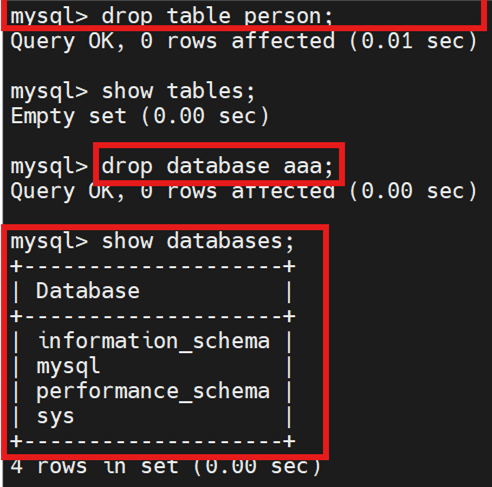 mysql> drop table person;
Query OK, 0 rows affected (0.01 sec)
mysql> show tables;
Empty set (0.00 sec)
mysql> drop database aaa;
Query OK, 0 rows affected (0.00 sec)
mysql> show databases;
+--------------------+
| Database           |
+--------------------+
| information_schema |
| mysql              |
| performance_schema |
| sys                |
+--------------------+
4 rows in set (0.00 sec)